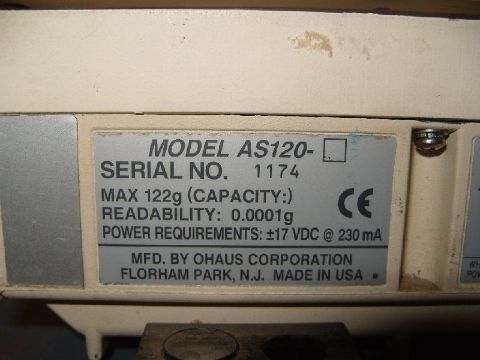 MODEL AS120-
SERIAL NO. 1174
MAX 122g (CAPACITY:)
READABILITY: 0.0001g
CE
POWER REQUIREMENTS: ±17 VDC @ 230 mA
MFD. BY OHAUS CORPORATION
FLORHAM PARK, N.J. MADE IN USA